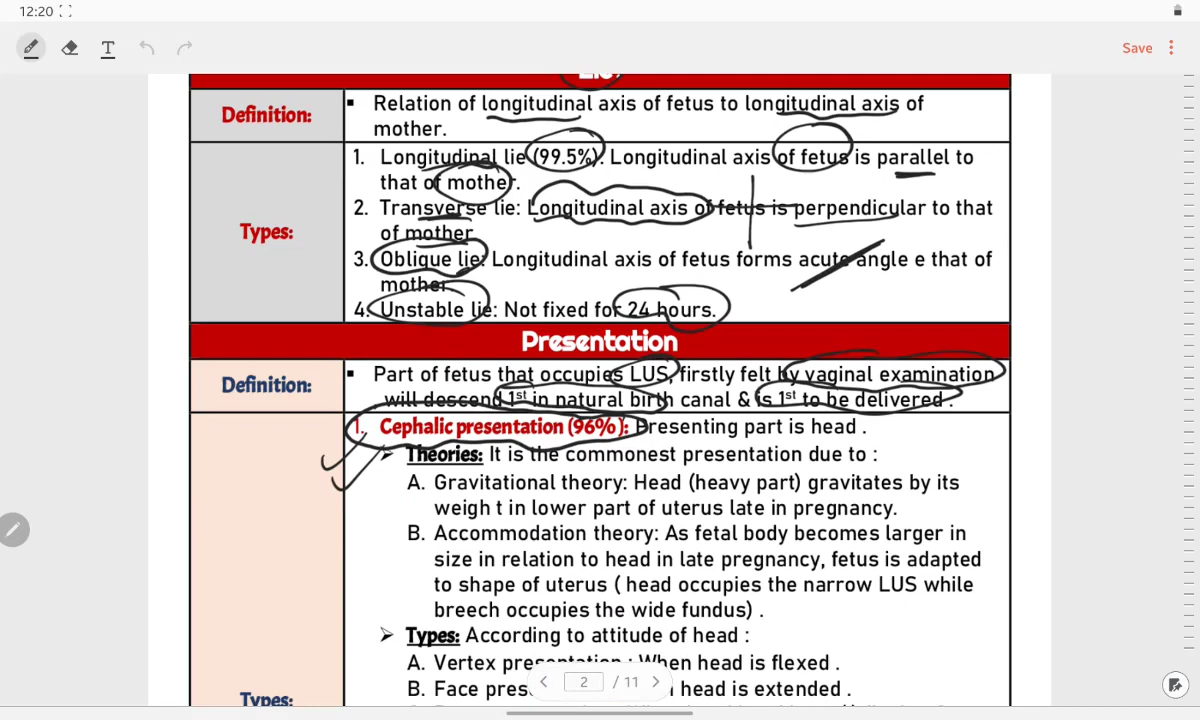 12:20
T
Save
Lie
Definition:
▪ Relation of longitudinal axis of fetus to longitudinal axis of
mother.
Types:
1. Longitudinal lie (99.5%): Longitudinal axis of fetus is parallel to
that of mother.
2. Transverse lie: Longitudinal axis of fetus is perpendicular to that
of mother
3. Oblique lie: Longitudinal axis of fetus forms acute angle e that of
mother.
4. Unstable lie: Not fixed for 24 hours.
Presentation
Definition:
▪ Part of fetus that occupies LUS, firstly felt by vaginal examination
will descend 1st in natural birth canal & is 1st to be delivered .
1. Cephalic presentation (96%): Presenting part is head .
➤ Theories: It is the commonest presentation due to :
A. Gravitational theory: Head (heavy part) gravitates by its
weigh t in lower part of uterus late in pregnancy.
B. Accommodation theory: As fetal body becomes larger in
size in relation to head in late pregnancy, fetus is adapted
to shape of uterus ( head occupies the narrow LUS while
breech occupies the wide fundus) .
➤ Types: According to attitude of head :
A. Vertex presentation : When head is flexed .
B. Face pres head is extended .
2 / 11
Types: